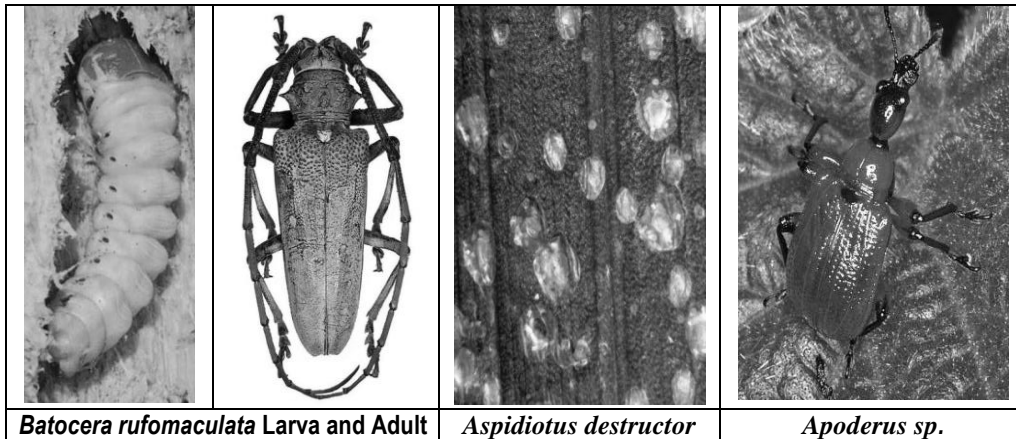 Batocera rufomaculata Larva and Adult
Aspidiotus destructor
Apoderus sp.